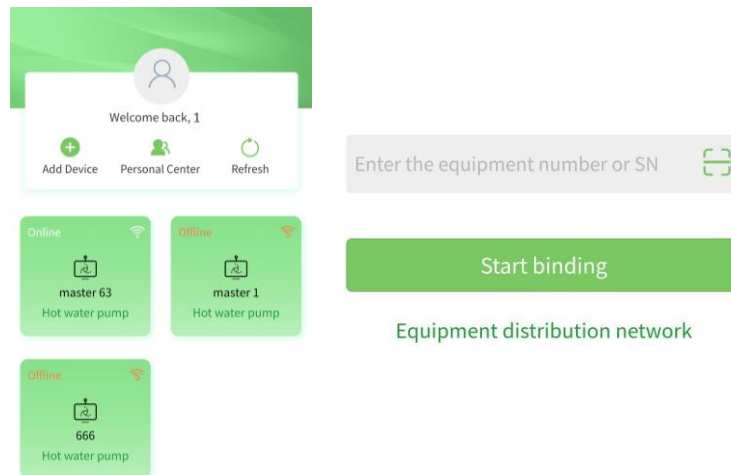 Welcome back, 1
Add Device Personal Center Refresh
Online Offline
master 63 master 1
Hot water pump Hot water pump
Offline
666
Hot water pump
Enter the equipment number or SN
Start binding
Equipment distribution network